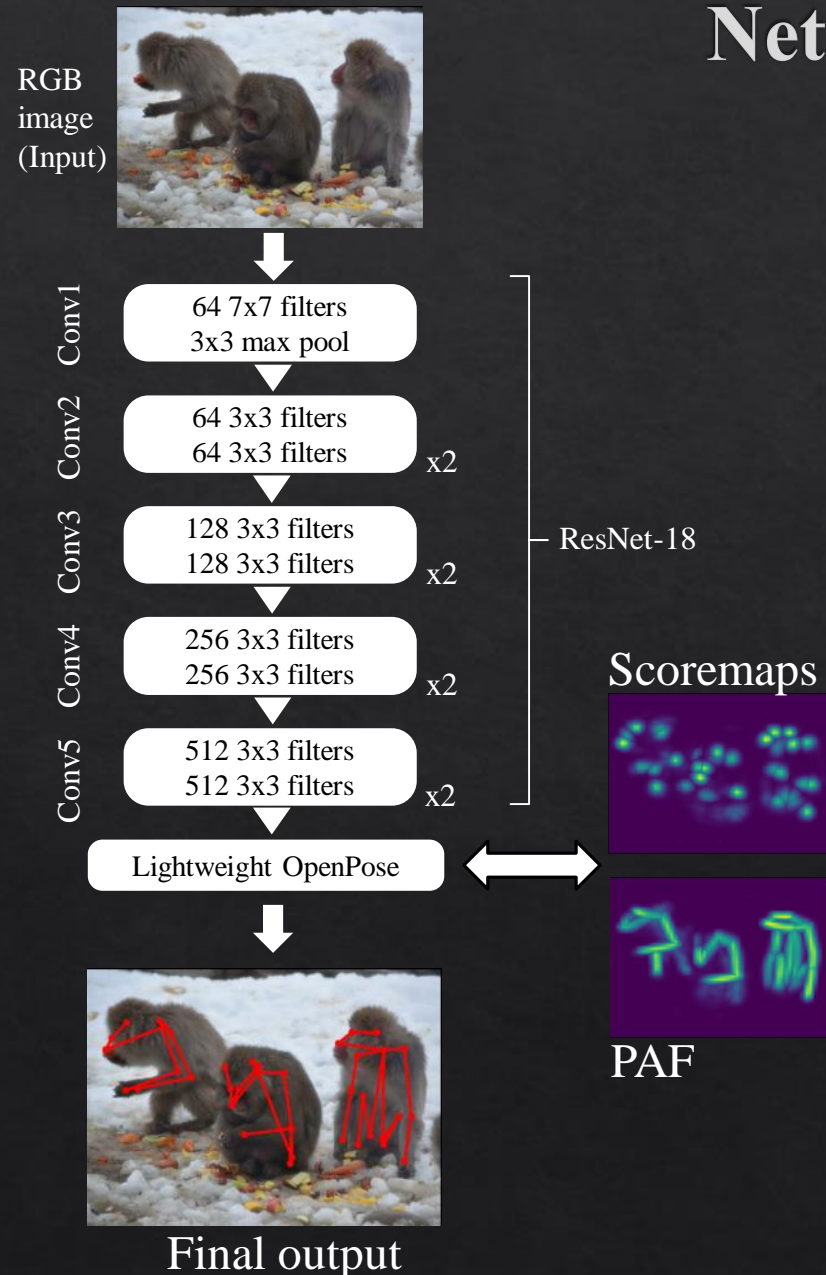 Net
RGB
image
(Input)
Conv1
64 7x7 filters
3x3 max pool
Conv2
64 3x3 filters
64 3x3 filters
x2
Conv3
128 3x3 filters
128 3x3 filters
x2
ResNet-18
Conv4
256 3x3 filters
256 3x3 filters
x2
Conv5
512 3x3 filters
512 3x3 filters
x2
Scoremaps
Lightweight OpenPose
PAF
Final output